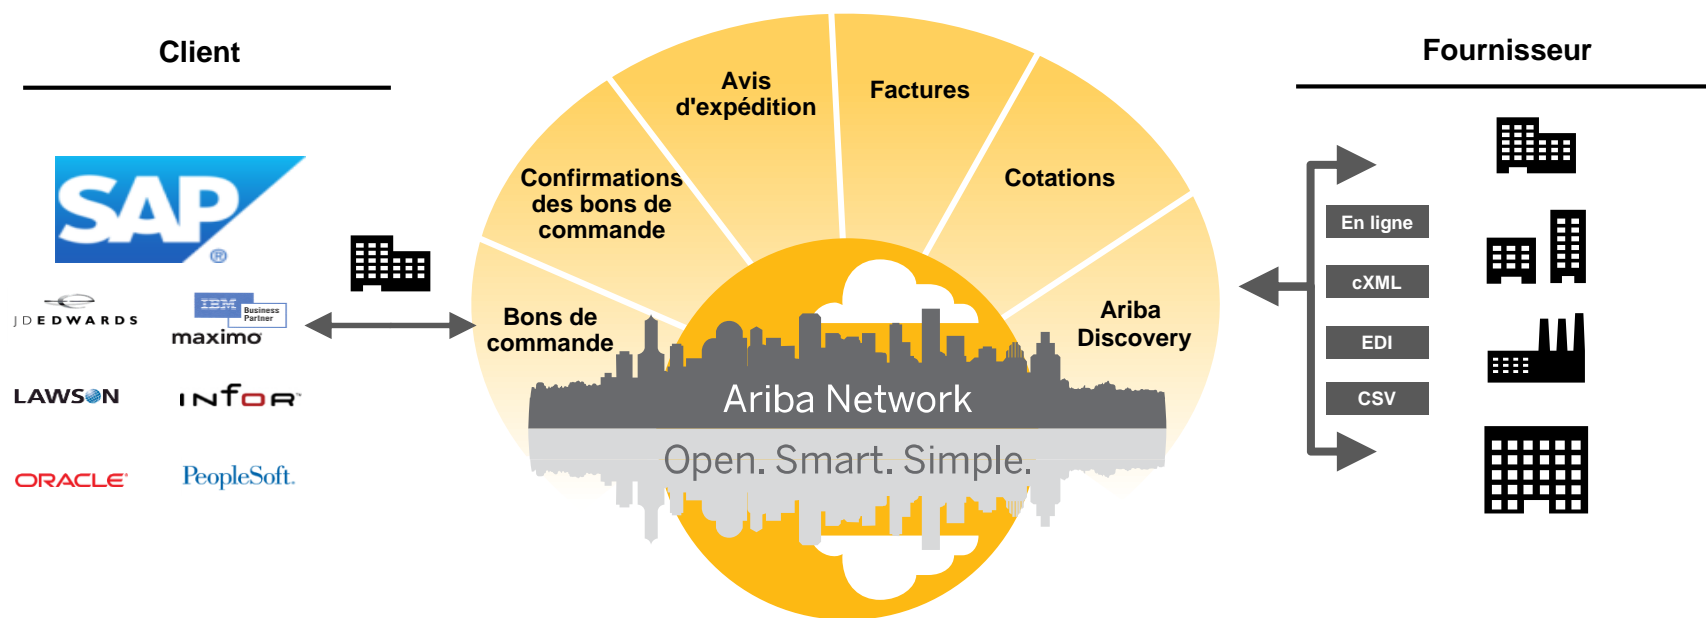 Client
SAP
®
JDEDWARDS
IBM
Business
Partner
maximo
LAWSON
INFOR™
ORACLE®
PeopleSoft.
Avis
d'expédition
Factures
Confirmations
des bons de
commande
Cotations
Bons de
commande
Ariba
Discovery
Ariba Network
Open. Smart. Simple.
Fournisseur
En ligne
cXML
EDI
CSV